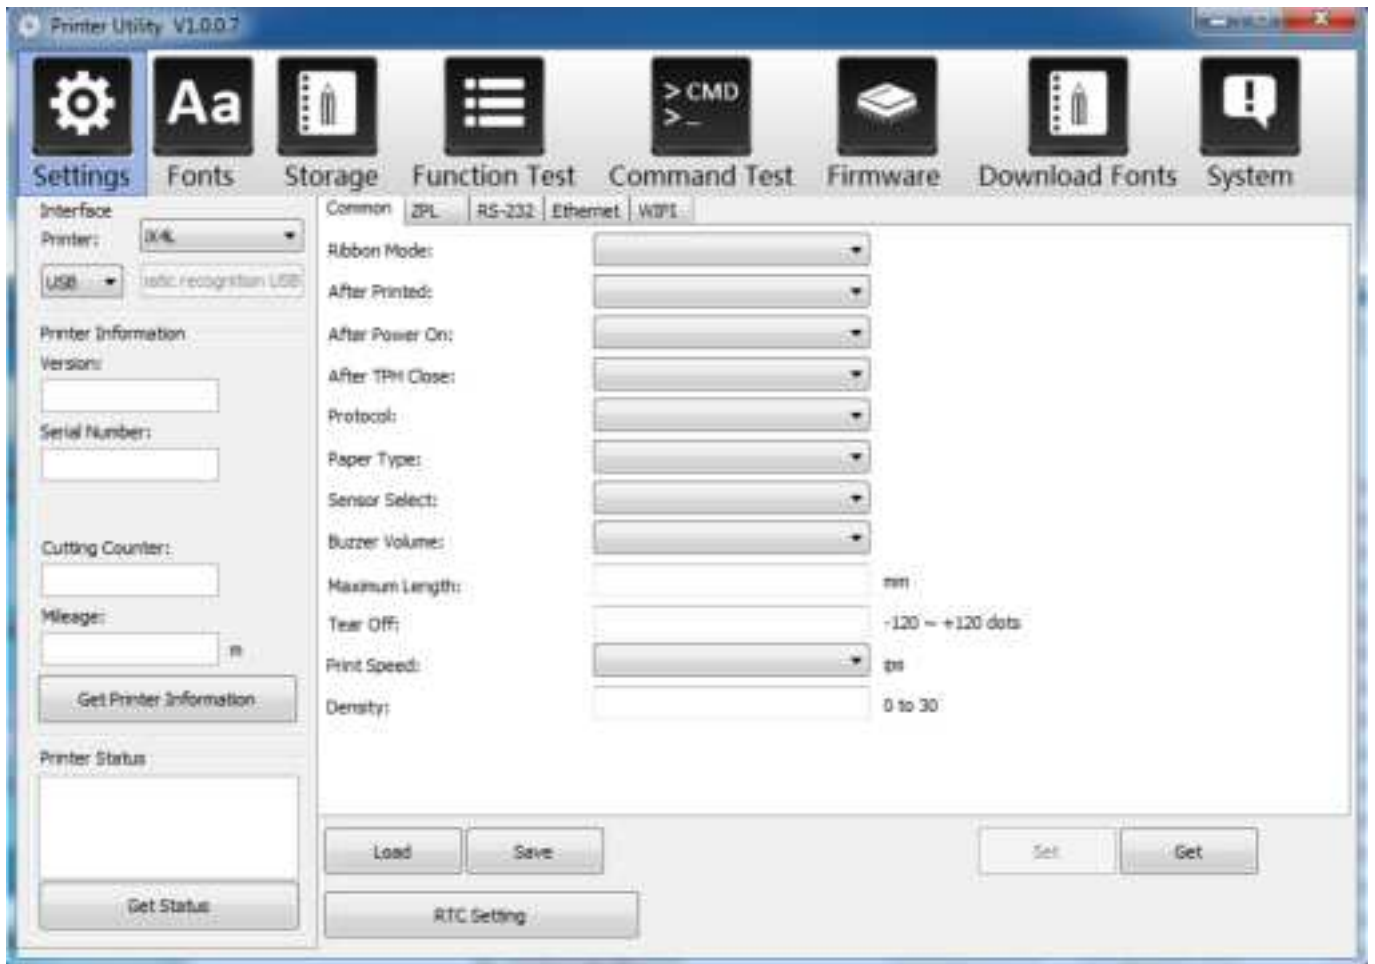 Printer Utility V1.0.0.7
Aa
> CMD
>_
Settings Fonts Storage Function Test Command Test Firmware Download Fonts System
Interface
Printer: iX4L
USB recognition USB
Common ZPL RS-232 Ethernet WIFI
Ribbon Mode:
After Printed:
After Power On:
After TPH Close:
Protocol:
Paper Type:
Sensor Select:
Buzzer Volume:
Maximum Length: mm
Tear Off: -120 ~ +120 dots
Print Speed: ips
Density: 0 to 30
Printer Information
Version:
Serial Number:
Cutting Counter:
Mileage:
m
Get Printer Information
Printer Status
Get Status
Load Save Set Get
RTC Setting